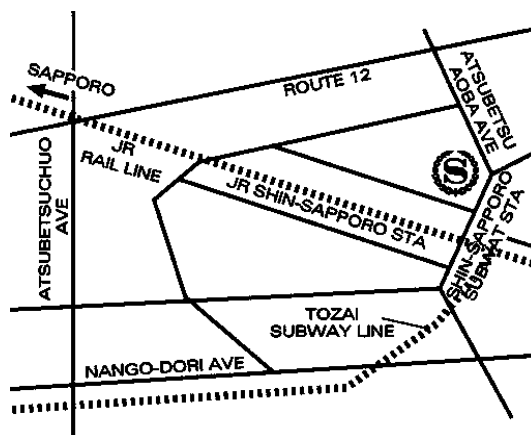 SAPPORO
ROUTE 12
ATSUBETSU
AOBA AVE
JR
RAIL LINE
JR SHIN-SAPPORO STA
ATSUBETSUCHUO
AVE
SHIN-SAPPORO
SUBWAT STA
TOZAI
SUBWAY LINE
NANGO-DORI AVE